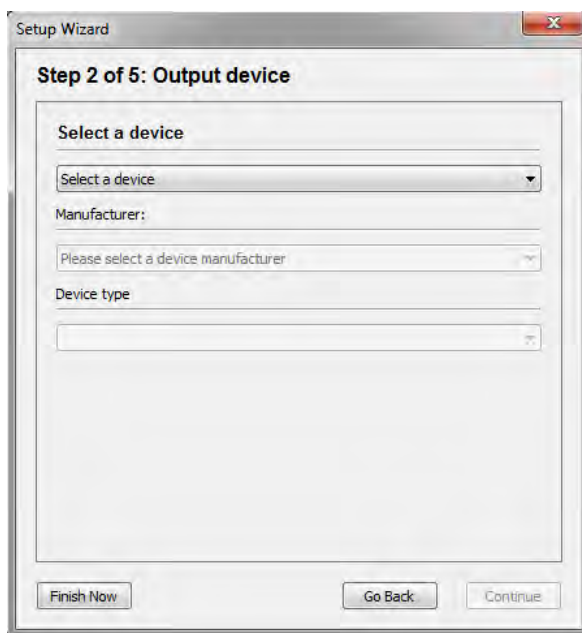 Setup Wizard
Step 2 of 5: Output device
Select a device
Select a device
Manufacturer:
Please select a device manufacturer
Device type
Finish Now
Go Back
Continue